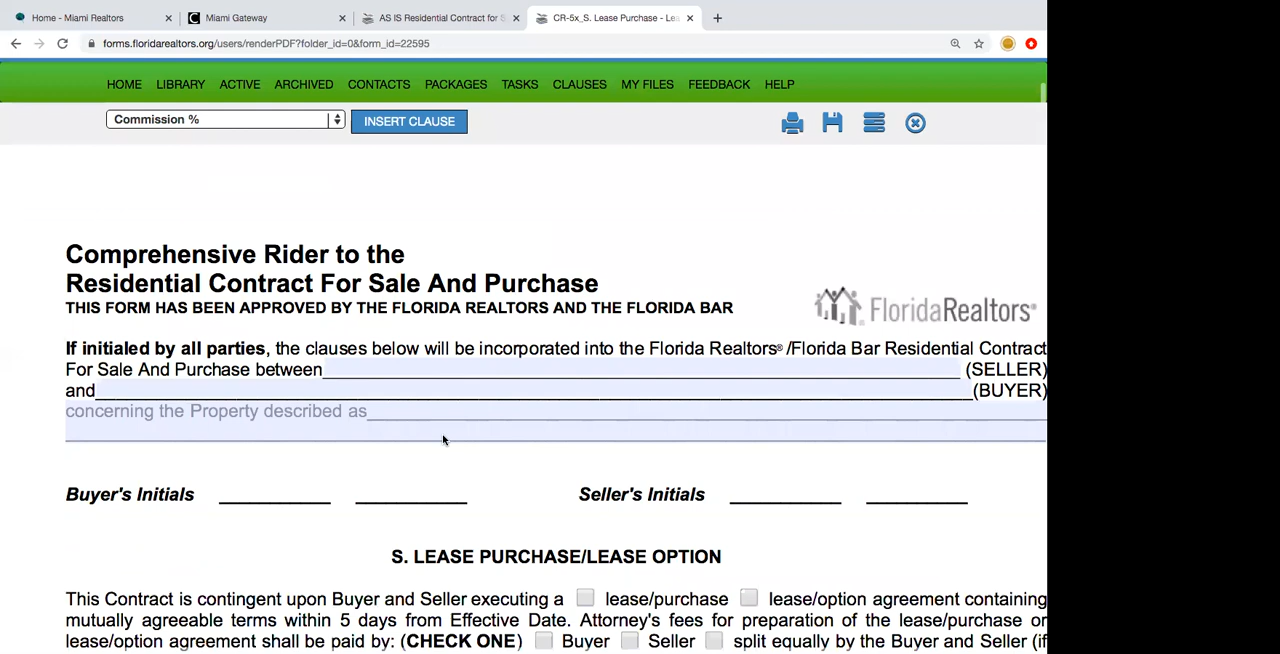 Home - Miami Realtors
Miami Gateway
AS IS Residential Contract for S
CR-5x_S. Lease Purchase - Lea
forms.floridarealtors.org/users/renderPDF?folder_id=0&form_id=22595
HOME LIBRARY ACTIVE ARCHIVED CONTACTS PACKAGES TASKS CLAUSES MY FILES FEEDBACK HELP
Commission % INSERT CLAUSE
Comprehensive Rider to the
Residential Contract For Sale And Purchase
THIS FORM HAS BEEN APPROVED BY THE FLORIDA REALTORS AND THE FLORIDA BAR
FloridaRealtors®
If initialed by all parties, the clauses below will be incorporated into the Florida Realtors® /Florida Bar Residential Contract
For Sale And Purchase between (SELLER)
and (BUYER)
concerning the Property described as
Buyer's Initials Seller's Initials
S. LEASE PURCHASE/LEASE OPTION
This Contract is contingent upon Buyer and Seller executing a lease/purchase lease/option agreement containing
mutually agreeable terms within 5 days from Effective Date. Attorney's fees for preparation of the lease/purchase or
lease/option agreement shall be paid by: (CHECK ONE) Buyer Seller split equally by the Buyer and Seller (if